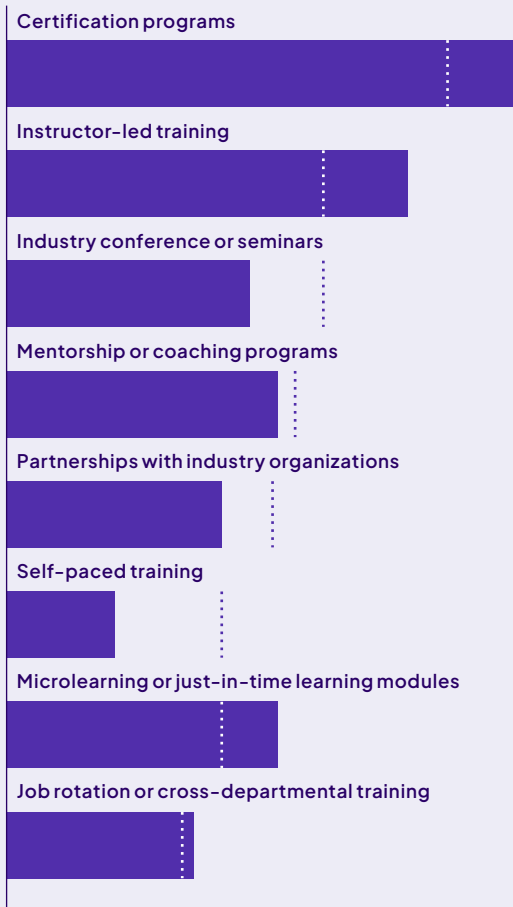 Certification programs
Instructor-led training
Industry conference or seminars
Mentorship or coaching programs
Partnerships with industry organizations
Self-paced training
Microlearning or just-in-time learning modules
Job rotation or cross-departmental training